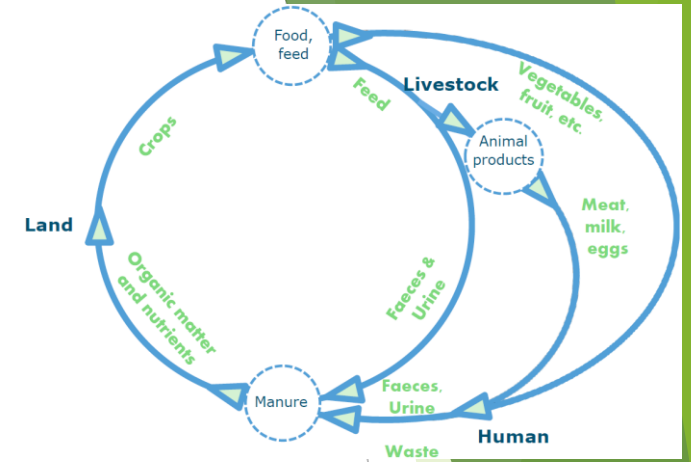 Food,
feed
Feed
Livestock
Vegetables,
fruit, etc.
Crops
Animal
products
Land
Meat,
milk,
eggs
Organic matter
and nutrients
Faeces &
Urine
Manure
Faeces,
Urine
Human
Waste